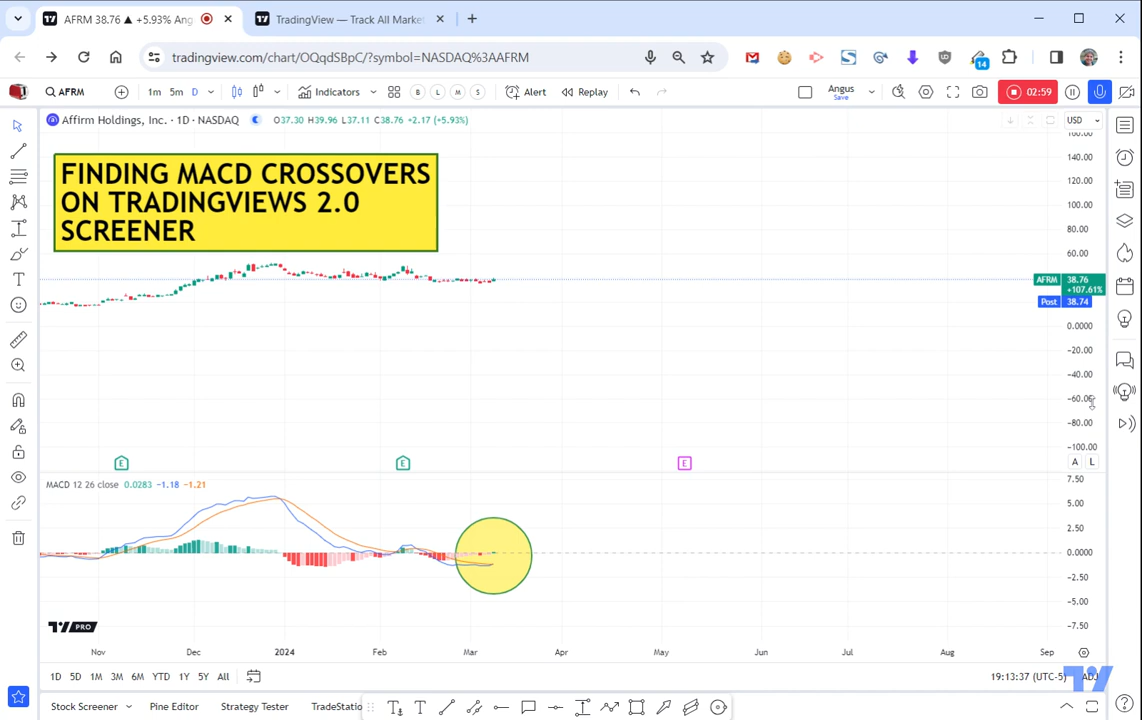 AFRM 38.76 ▲ +5.93% Ang
TradingView — Track All Market
tradingview.com/chart/OQqdSBpC/?symbol=NASDAQ%3AAFRM
14
AFRM
1m 5m D
Indicators
B L M S
Alert
Replay
Angus
Save
02:59
Affirm Holdings, Inc. · 1D · NASDAQ
O37.30 H39.96 L37.11 C38.76 +2.17 (+5.93%)
USD
FINDING MACD CROSSOVERS
ON TRADINGVIEWS 2.0
SCREENER
160.00
140.00
120.00
100.00
80.00
60.00
AFRM 38.76
+107.61%
Post 38.74
0.0000
−20.00
−40.00
−60.00
−80.00
−100.00
E E E
A L
MACD 12 26 close 0.0283 −1.18 −1.21
7.50
5.00
2.50
0.0000
−2.50
−5.00
−7.50
PRO
Nov Dec 2024 Feb Mar Apr May Jun Jul Aug Sep
1D 5D 1M 3M 6M YTD 1Y 5Y All
19:13:37 (UTC-5)
ADJ
Stock Screener
Pine Editor
Strategy Tester
TradeStatio